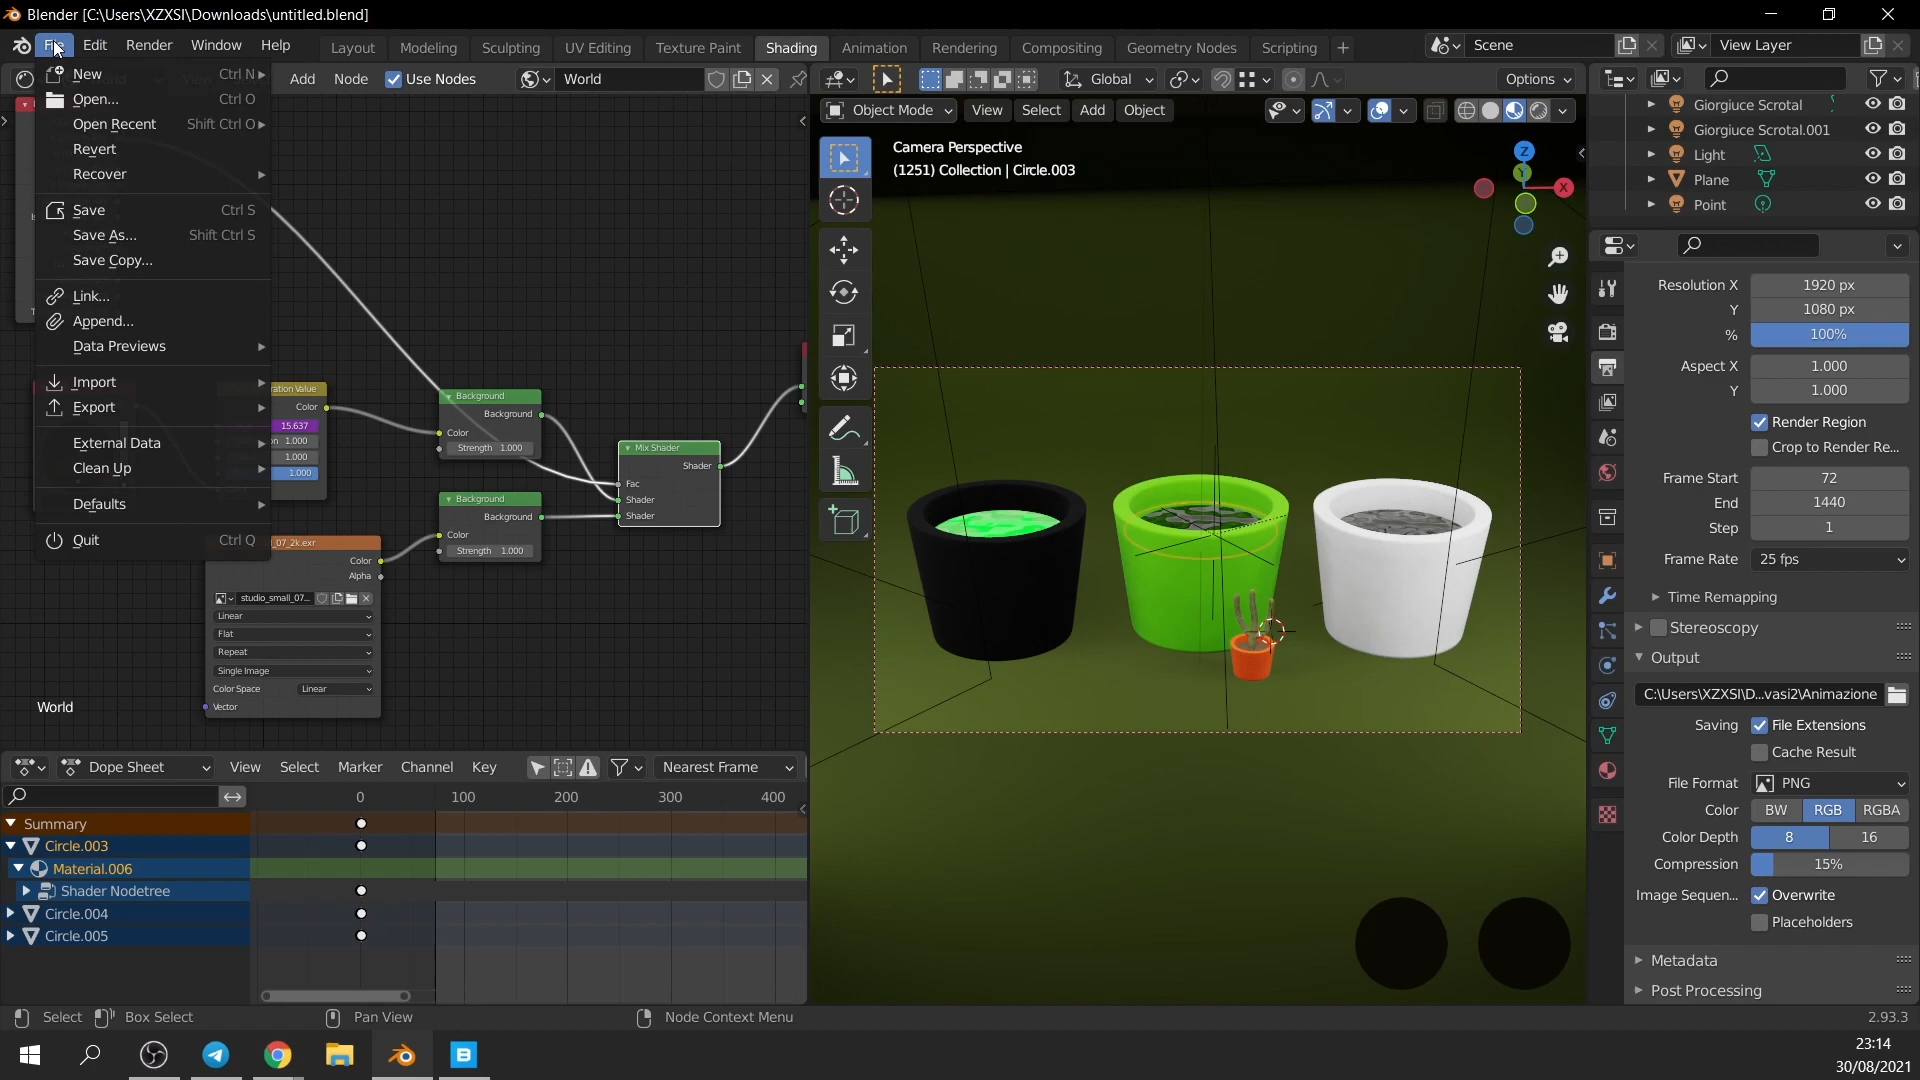 Blender [C:\Users\XZXSI\Downloads\untitled.blend]
File Edit Render Window Help Layout Modeling Sculpting UV Editing Texture Paint Shading Animation Rendering Compositing Geometry Nodes Scripting Scene View Layer
Add Node Use Nodes World Global Options
New Ctrl N
Open... Ctrl O
Open Recent Shift Ctrl O
Revert
Recover
Save Ctrl S
Save As... Shift Ctrl S
Save Copy...
Link...
Append...
Data Previews
Import
Export
External Data
Clean Up
Defaults
Quit Ctrl Q
Color
15.637
1.000
1.000
1.000
Background
Background
Color
Strength 1.000
Background
Background
Color
Strength 1.000
Mix Shader
Shader
Fac
Shader
Shader
_07_2k.exr
Color
Alpha
studio_small_07...
Linear
Flat
Repeat
Single Image
Color Space Linear
Vector
World
Object Mode View Select Add Object
Camera Perspective
(1251) Collection | Circle.003
Z
Y
X
Giorgiuce Scrotal
Giorgiuce Scrotal.001
Light
Plane
Point
Resolution X 1920 px
Y 1080 px
% 100%
Aspect X 1.000
Y 1.000
Render Region
Crop to Render Re...
Frame Start 72
End 1440
Step 1
Frame Rate 25 fps
Time Remapping
Stereoscopy
Output
C:\Users\XZXSI\D...vasi2\Animazione
Saving File Extensions
Cache Result
File Format PNG
Color BW RGB RGBA
Color Depth 8 16
Compression 15%
Image Sequen... Overwrite
Placeholders
Metadata
Post Processing
Dope Sheet View Select Marker Channel Key Nearest Frame
0 100 200 300 400
Summary
Circle.003
Material.006
Shader Nodetree
Circle.004
Circle.005
Select Box Select Pan View Node Context Menu 2.93.3
23:14
30/08/2021